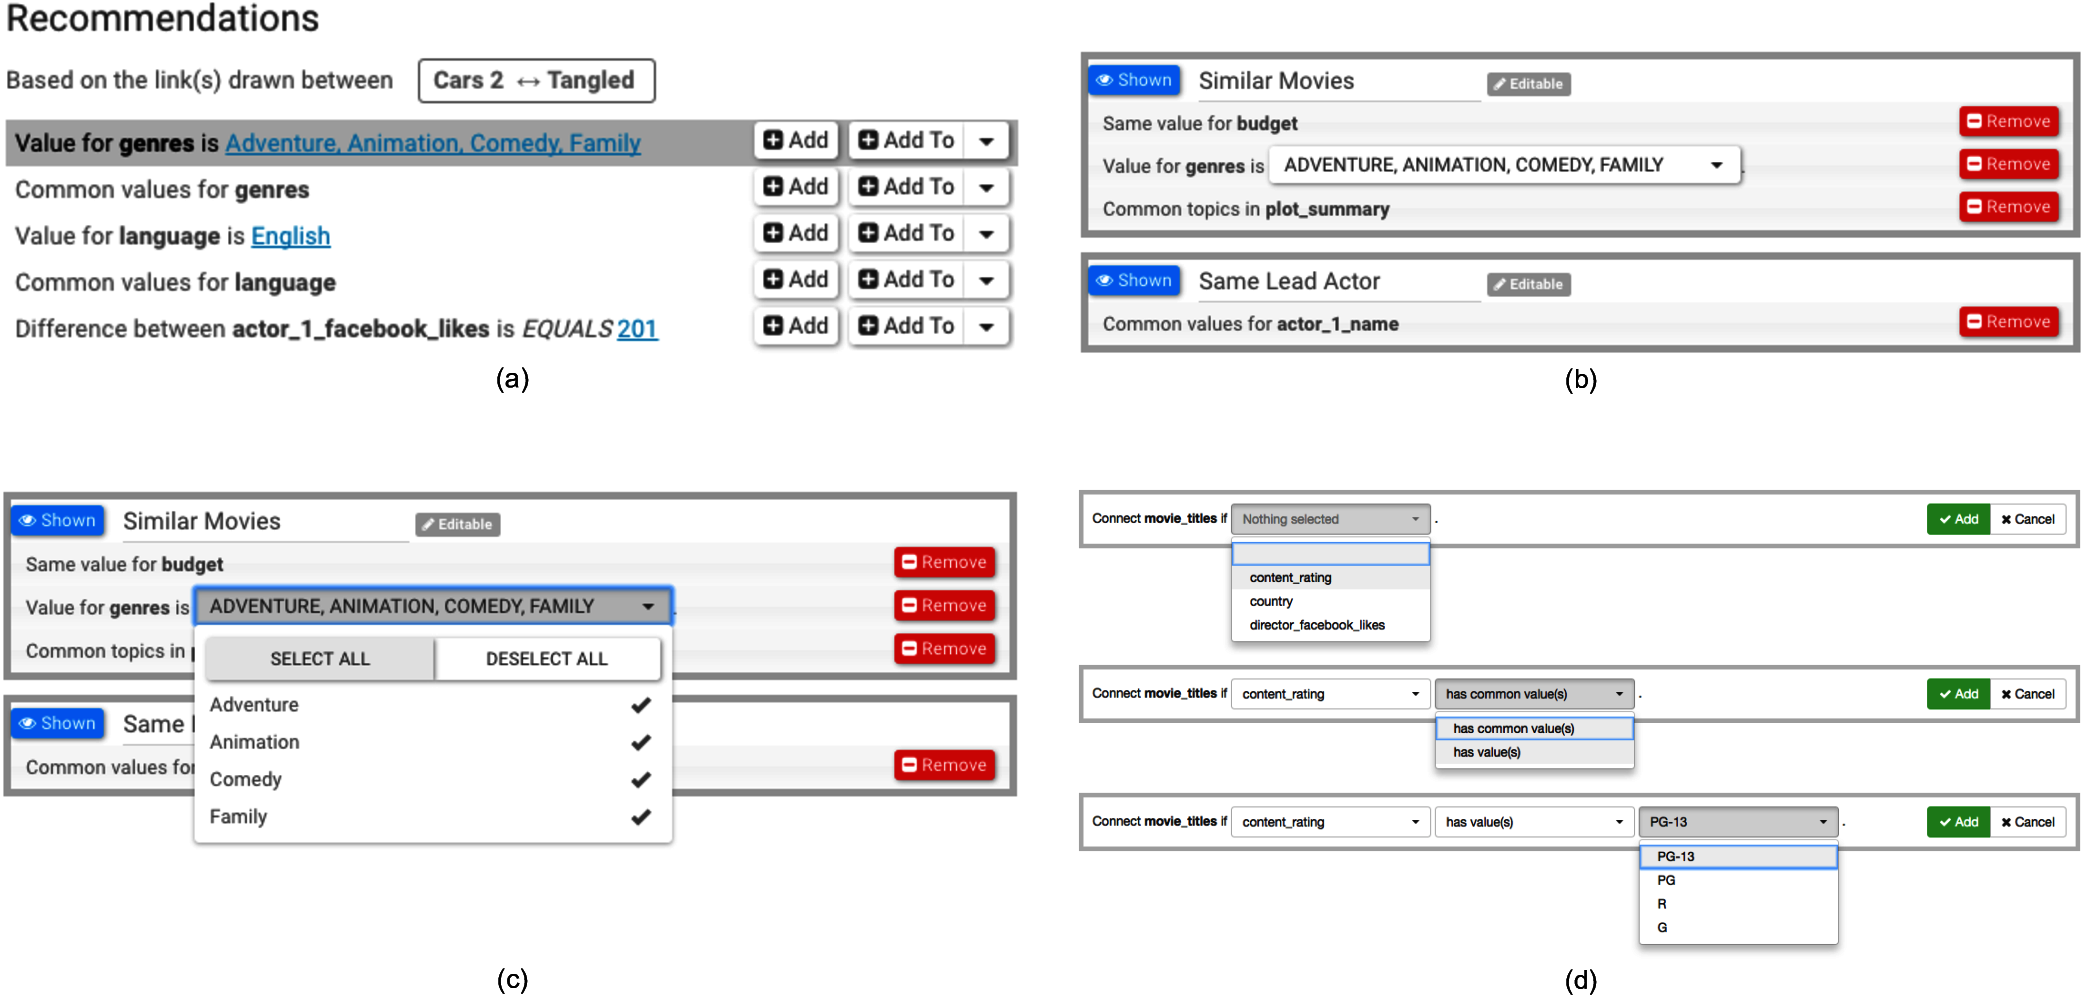 Recommendations
Based on the link(s) drawn between Cars 2 ↔ Tangled
Value for genres is Adventure, Animation, Comedy, Family Add Add To
Common values for genres Add Add To
Value for language is English Add Add To
Common values for language Add Add To
Difference between actor_1_facebook_likes is EQUALS 201 Add Add To
(a)
Shown Similar Movies Editable
Same value for budget Remove
Value for genres is ADVENTURE, ANIMATION, COMEDY, FAMILY . Remove
Common topics in plot_summary Remove
Shown Same Lead Actor Editable
Common values for actor_1_name Remove
(b)
Shown Similar Movies Editable
Same value for budget Remove
Value for genres is ADVENTURE, ANIMATION, COMEDY, FAMILY . Remove
Common topics in Remove
SELECT ALL DESELECT ALL
Adventure
Shown Same
Animation
Common values for Remove
Comedy
Family
(c)
Connect movie_titles if Nothing selected . Add Cancel
content_rating
country
director_facebook_likes
Connect movie_titles if content_rating has common value(s) . Add Cancel
has common value(s)
has value(s)
Connect movie_titles if content_rating has value(s) PG-13 . Add Cancel
PG-13
PG
R
G
(d)